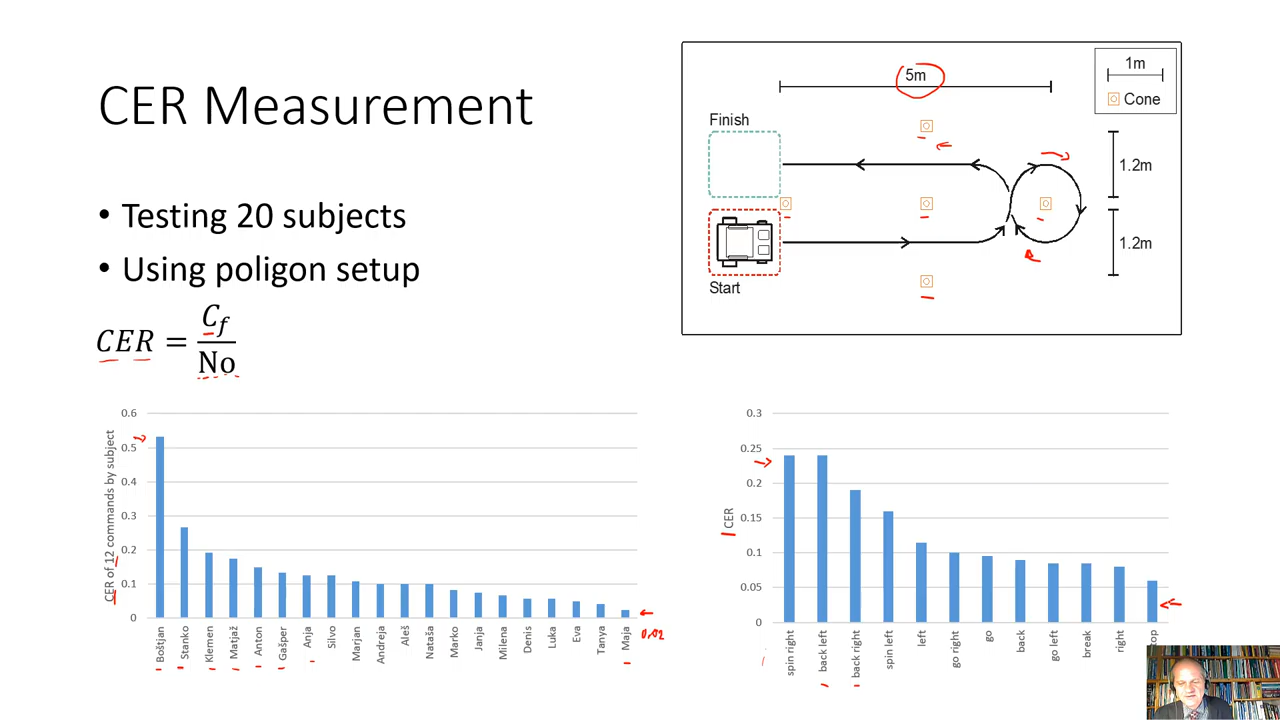 CER Measurement
• Testing 20 subjects
• Using poligon setup
CER = C_f / No
5m
1m
Cone
Finish
1.2m
1.2m
Start
CER of 12 commands by subject
0.6
0.5
0.4
0.3
0.2
0.1
0
Boštjan
Stanko
Klemen
Matjaž
Anton
Gašper
Anja
Silvo
Marjan
Andreja
Aleš
Nataša
Marko
Janja
Milena
Denis
Luka
Eva
Tanya
Maja
0,02
CER
0.3
0.25
0.2
0.15
0.1
0.05
0
spin right
back left
back right
spin left
left
go right
go
back
go left
break
right